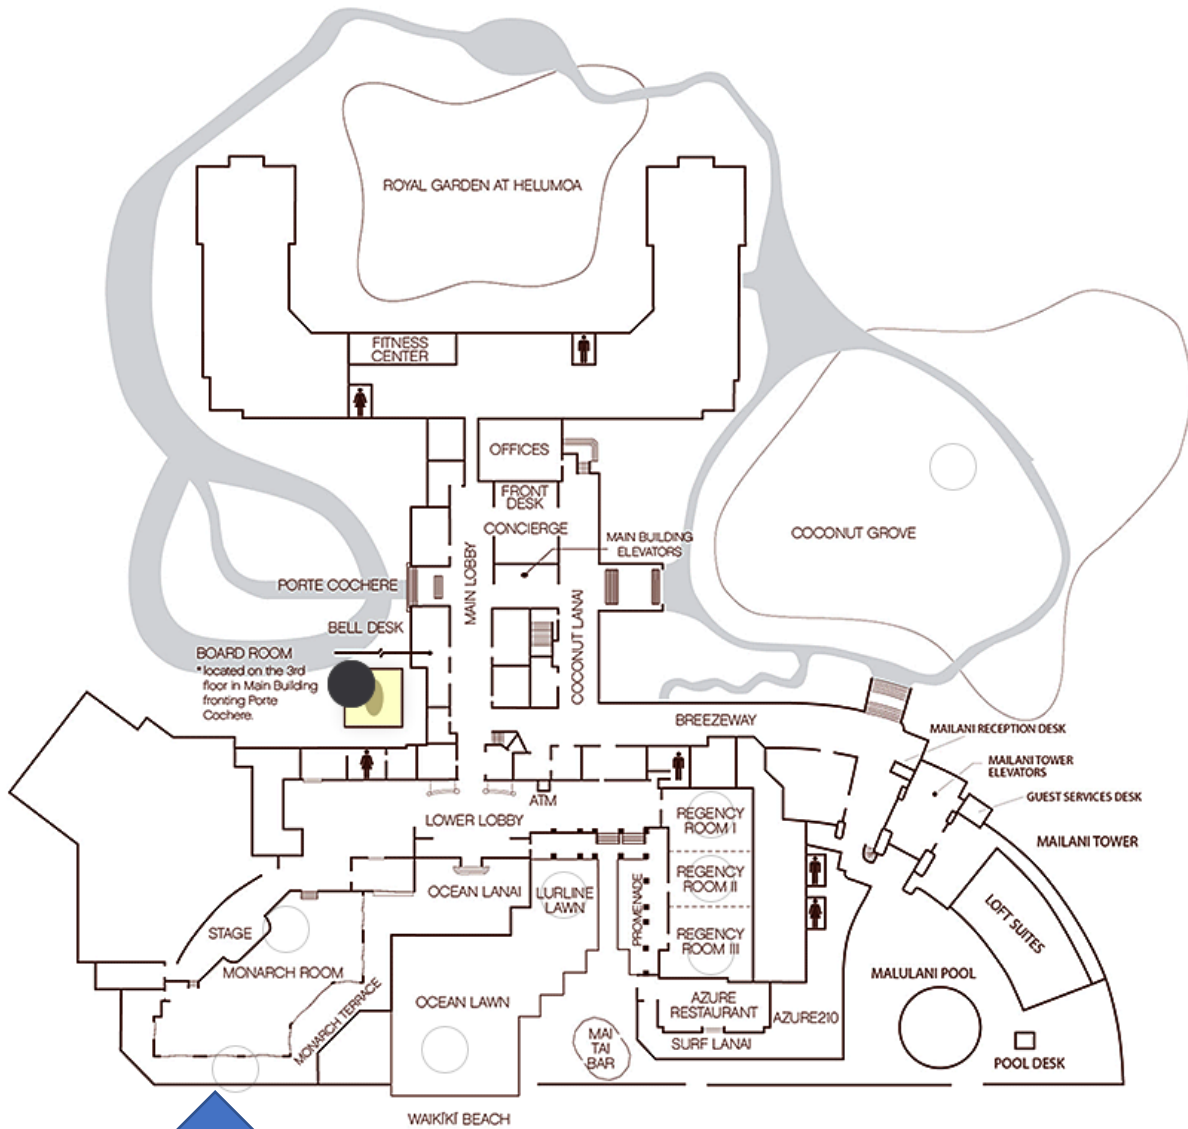 ROYAL GARDEN AT HELUMOA
FITNESS
CENTER
OFFICES
FRONT
DESK
CONCIERGE
MAIN BUILDING
ELEVATORS
COCONUT GROVE
PORTE COCHERE
MAIN LOBBY
COCONUT LANAI
BELL DESK
BOARD ROOM
* located on the 3rd
floor in Main Building
fronting Porte
Cochere.
BREEZEWAY
MAILANI RECEPTION DESK
MAILANI TOWER
ELEVATORS
GUEST SERVICES DESK
MAILANI TOWER
ATM
LOWER LOBBY
REGENCY
ROOM I
REGENCY
ROOM II
REGENCY
ROOM III
OCEAN LANAI
LURLINE
LAWN
PROMENADE
LOFT SUITES
STAGE
MONARCH ROOM
MONARCH TERRACE
OCEAN LAWN
MALULANI POOL
AZURE
RESTAURANT
AZURE210
SURF LANAI
MAI
TAI
BAR
POOL DESK
WAIKĪKĪ BEACH